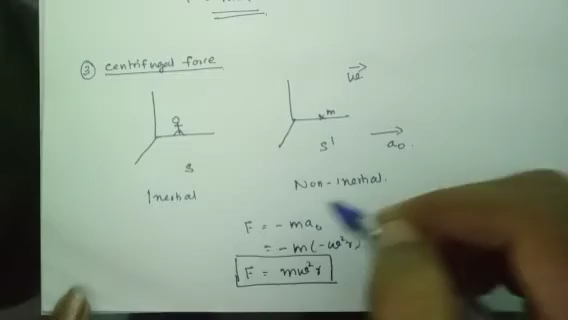 ③ centrifugal force
m
S
S'
ω⃗
a₀⃗
Inertial
Non-inertial.
F = -ma₀
= -m(-ω²r)
F = mω²r